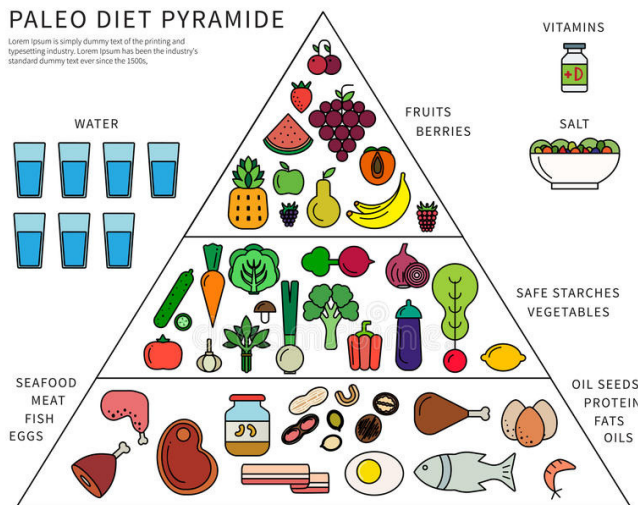 PALEO DIET PYRAMIDE
Lorem Ipsum is simply dummy text of the printing and
typesetting industry. Lorem Ipsum has been the industry's
standard dummy text ever since the 1500s,
VITAMINS
+D
WATER
FRUITS
BERRIES
SALT
SAFE STARCHES
VEGETABLES
SEAFOOD
MEAT
FISH
EGGS
OIL SEEDS
PROTEIN
FATS
OILS